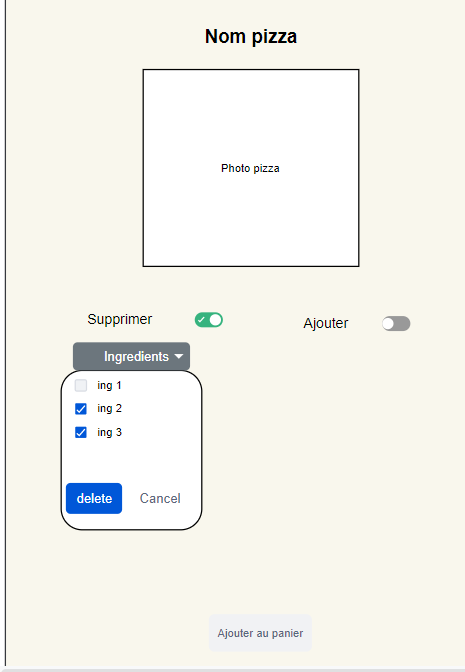 Nom pizza
Photo pizza
Supprimer
Ajouter
Ingredients
ing 1
ing 2
ing 3
delete Cancel
Ajouter au panier